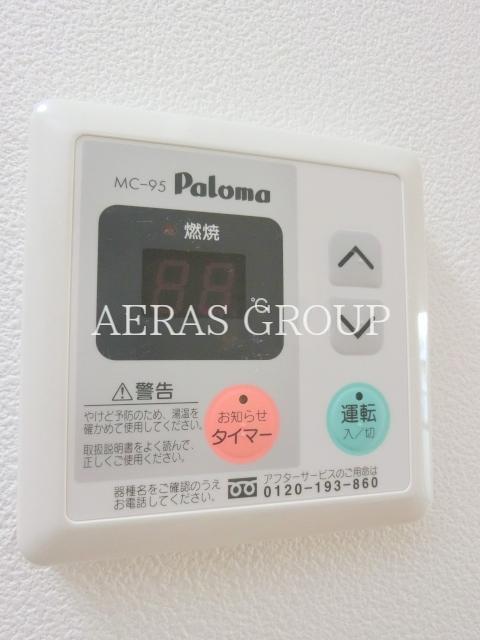 MC-95 Paloma
燃焼
88
℃
AERAS GROUP
⚠警告
やけど予防のため、湯温を
確かめて使用してください。
取扱説明書をよく読んで、
正しくご使用ください。
お知らせ
タイマー
運転
入／切
器種名をご確認のうえ
お電話してください。
アフターサービスのご用命は
0120-193-860